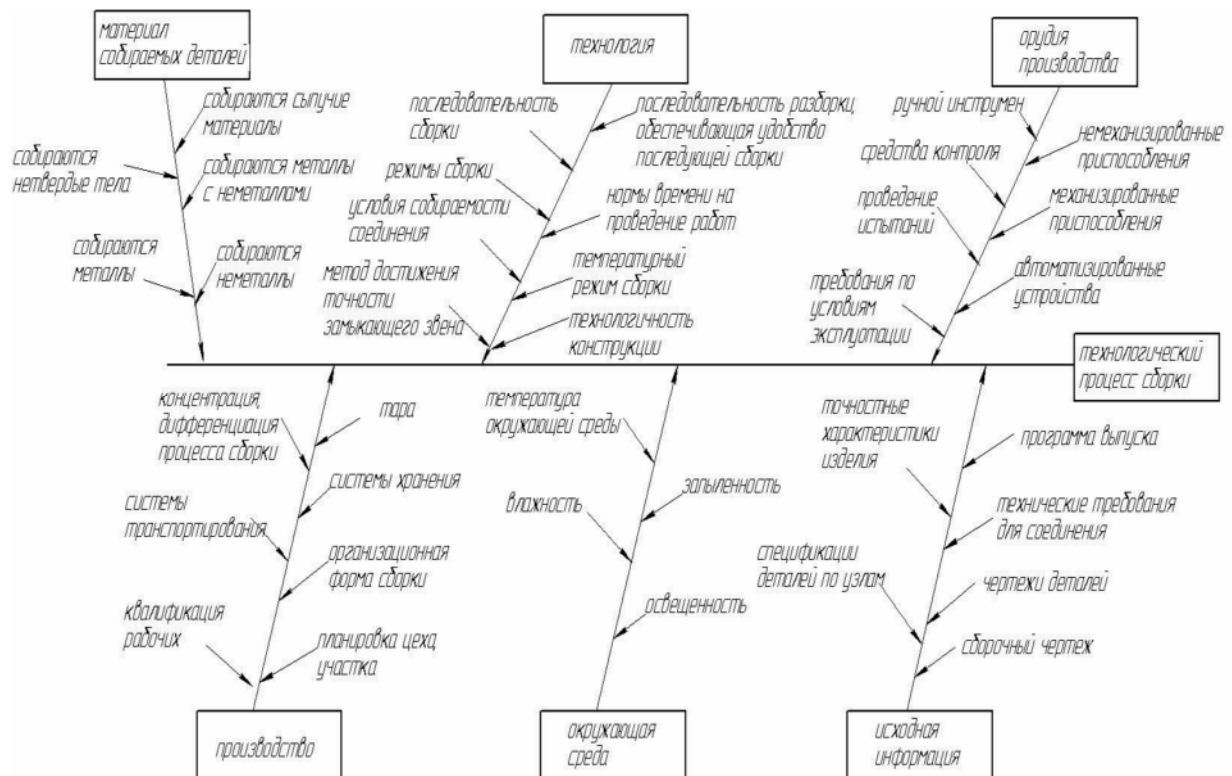 материал
собираемых деталей
технология
орудия
производства
собираются сыпучие
материалы
собираются
нетвердые тела
собираются металлы
с неметаллами
собираются
металлы
собираются
неметаллы
последовательность
сборки
последовательность разборки,
обеспечивающая удобство
последующей сборки
режимы сборки
нормы времени на
проведение работ
условия собираемости
соединения
температурный
режим сборки
метод достижения
точности
замыкающего звена
технологичность
конструкции
ручной инструмен
немеханизированные
приспособления
средства контроля
механизированные
приспособления
проведение
испытаний
автоматизированные
устройства
требования по
условиям
эксплуотации
технологический
процесс сборки
концентрация,
дифференциация
процесса сборки
тара
системы хранения
системы
транспортирования
организационная
форма сборки
квалификация
рабочих
планировка цеха,
участка
производство
температура
окружающей среды
запыленность
влажность
освещенность
окружающая
среда
точностные
характеристики
изделия
программа выпуска
технические требования
для соединения
спецификации
деталей по узлам
чертежи деталей
сборочный чертеж
исходная
информация